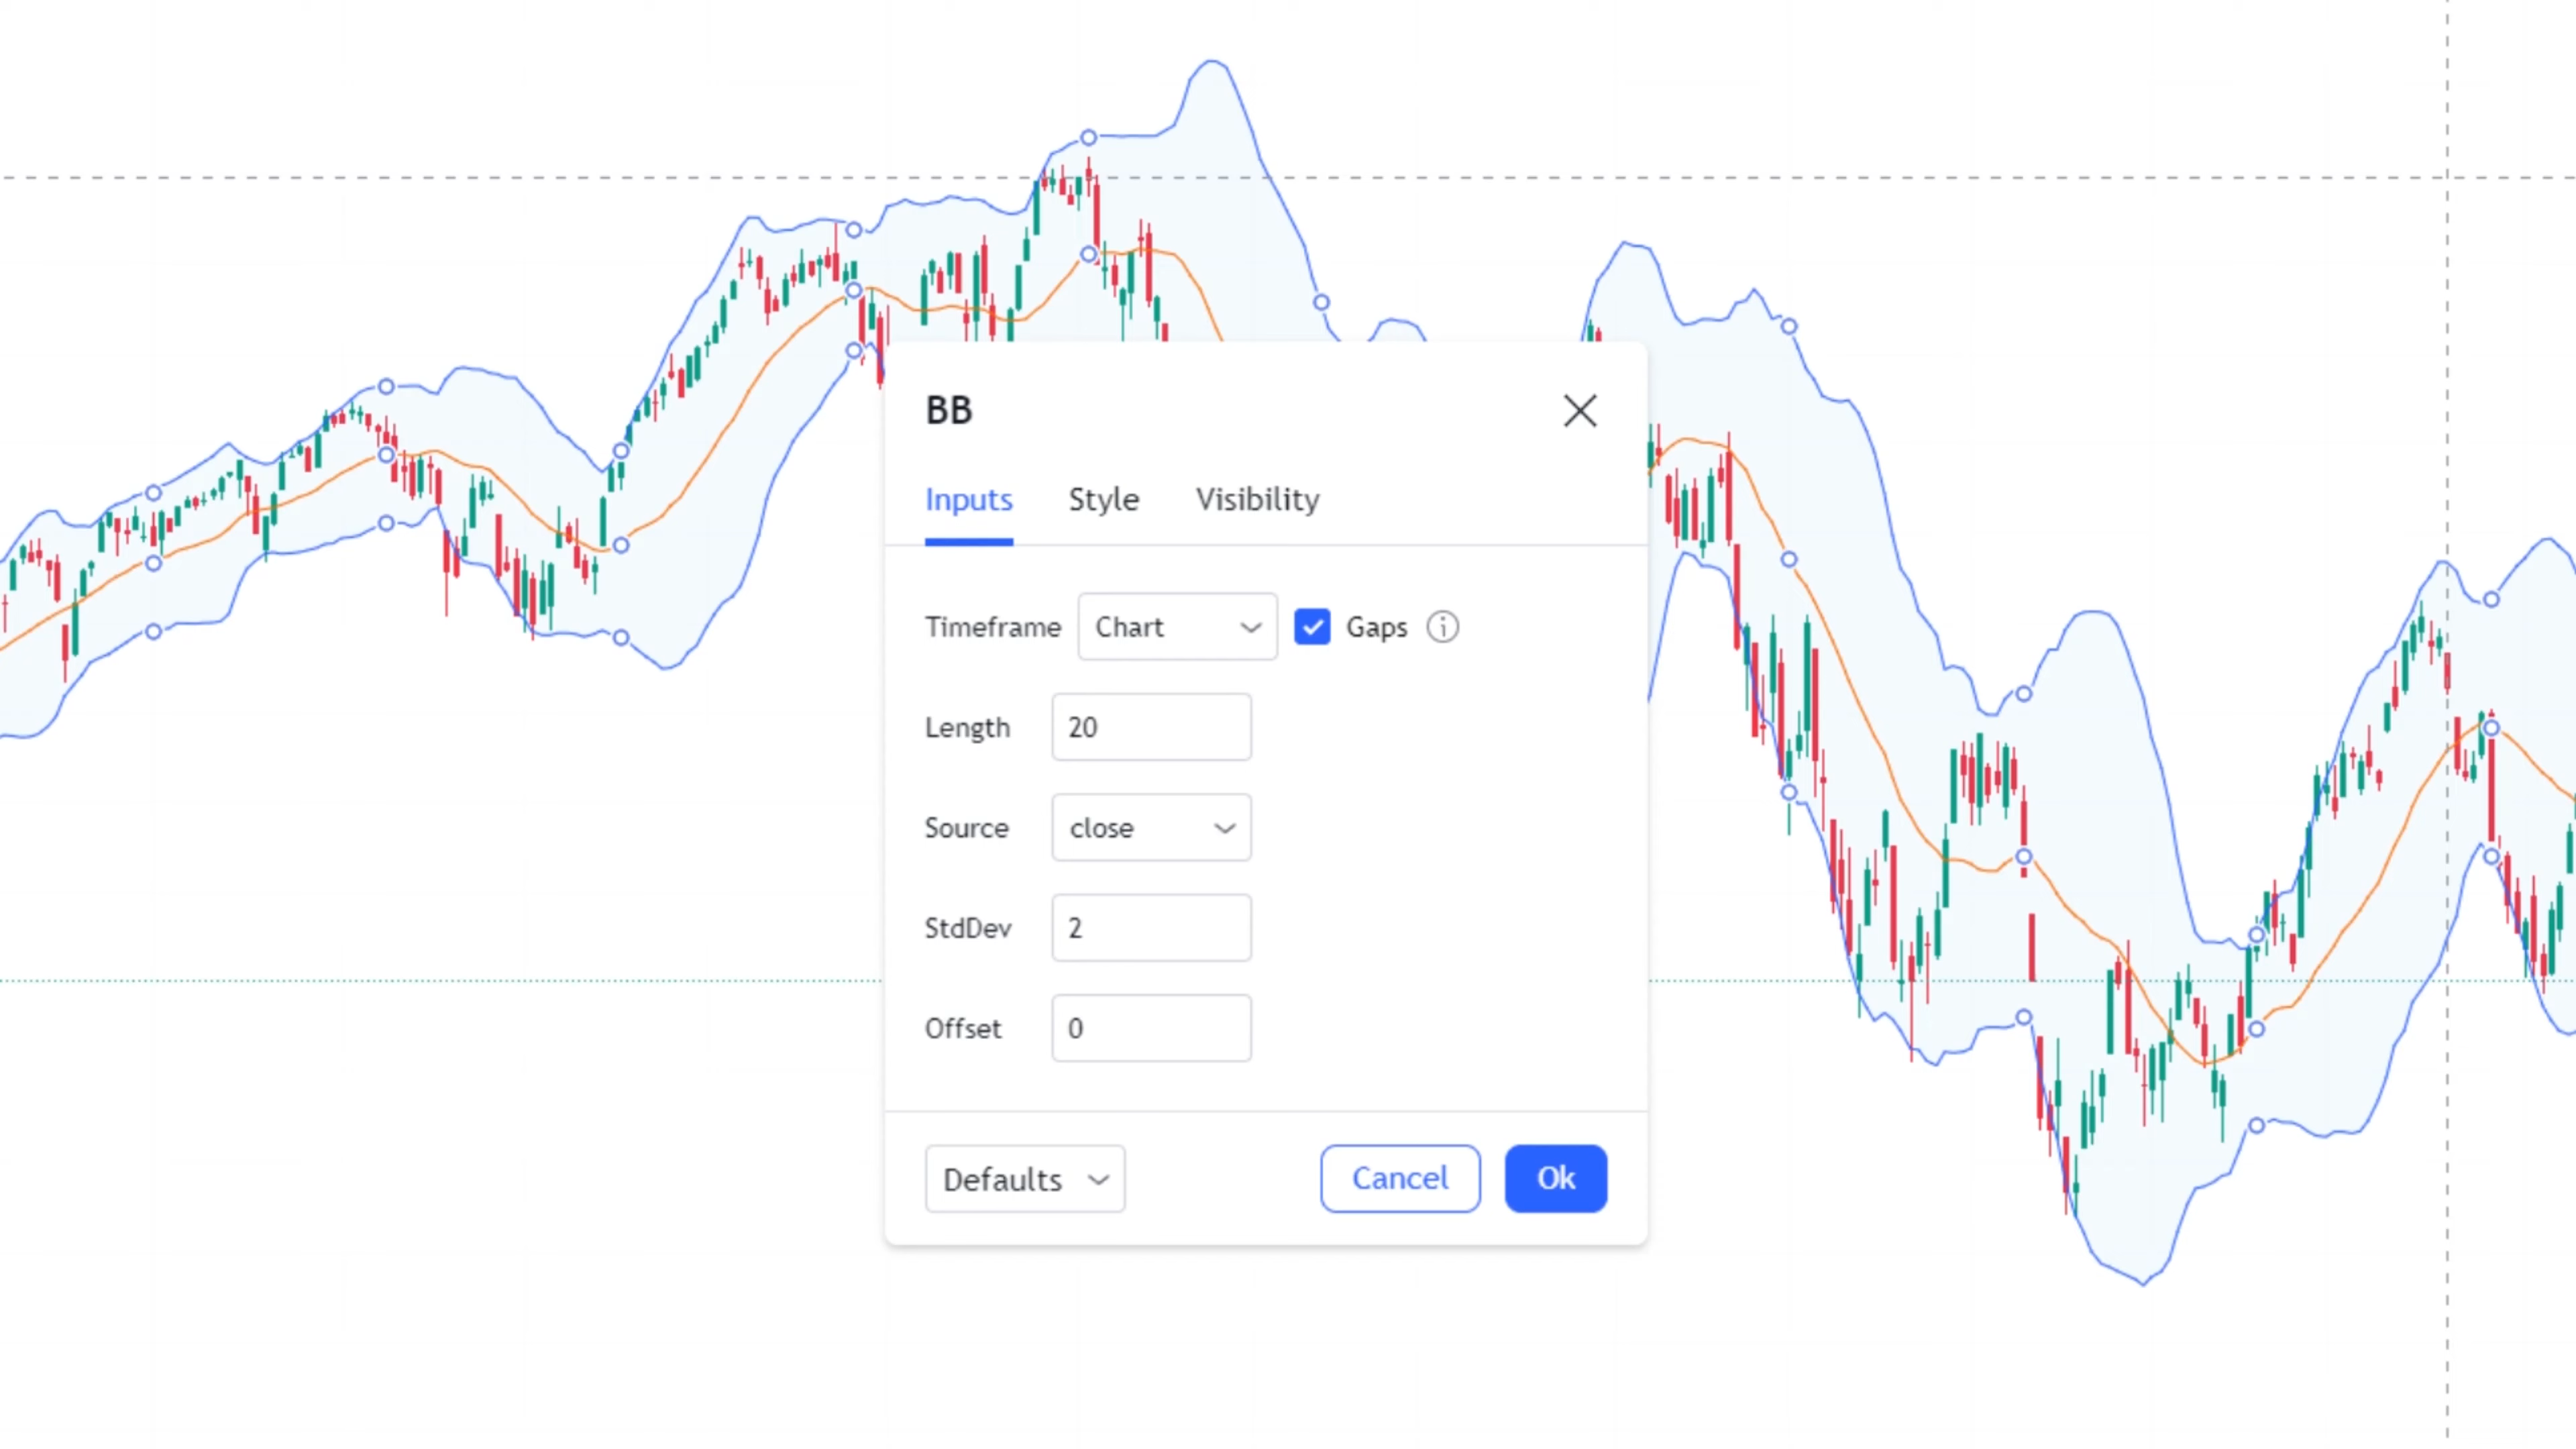 BB
Inputs Style Visibility
Timeframe Chart Gaps
Length 20
Source close
StdDev 2
Offset 0
Defaults Cancel Ok